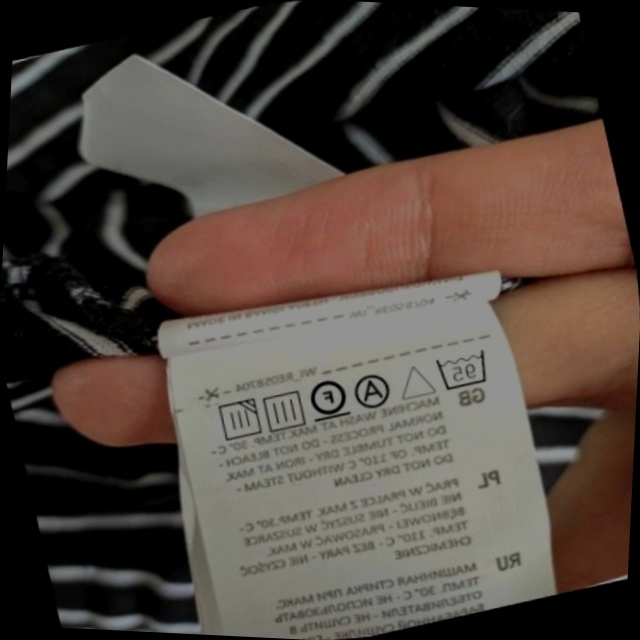 WI_RE058704
95 A F
GB
MACHINE WASH AT MAX.TEMP. 30°C -
NORMAL PROCESS - DO NOT BLEACH -
DO NOT TUMBLE DRY - IRON AT MAX.
TEMP. OF 110°C WITHOUT STEAM -
DO NOT DRY CLEAN
PL
PRAĆ W PRALCE Z MAX. TEMP.30°C -
NIE BIELIĆ - NIE SUSZYĆ W SUSZARCE
BĘBNOWEJ - PRASOWAĆ W MAX.
TEMP. 110°C - BEZ PARY - NIE CZYŚCIĆ
CHEMICZNIE
RU
МАШИННАЯ СТИРКА ПРИ МАКС.
ТЕМП. 30°C - НЕ ИСПОЛЬЗОВАТЬ
ОТБЕЛИВАТЕЛИ - НЕ СУШИТЬ В
БАРАБАННОЙ СУШИЛКЕ